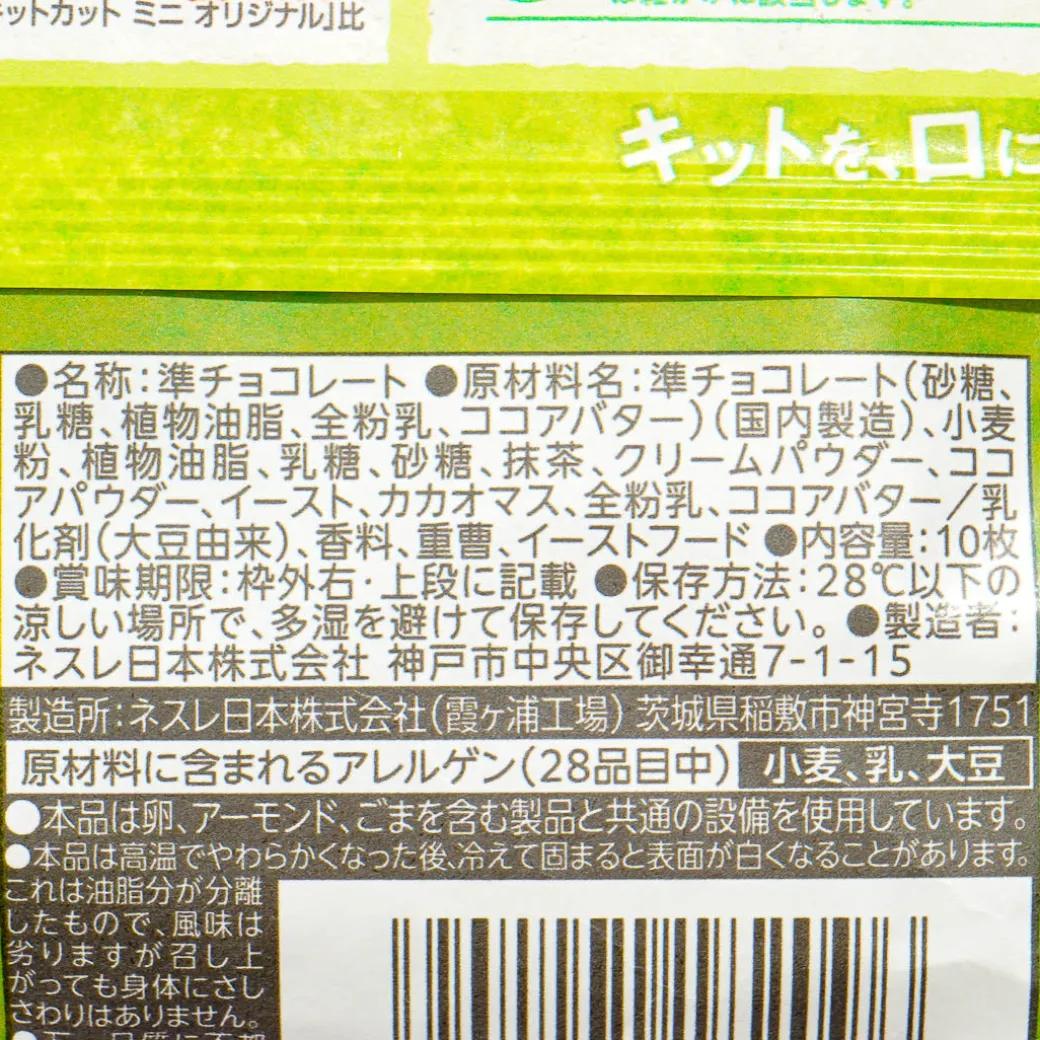 ットカット ミニ オリジナル」比
キットを、口に
●名称：準チョコレート ●原材料名：準チョコレート（砂糖、
乳糖、植物油脂、全粉乳、ココアバター）（国内製造）、小麦
粉、植物油脂、乳糖、砂糖、抹茶、クリームパウダー、ココ
アパウダー、イースト、カカオマス、全粉乳、ココアバター／乳
化剤（大豆由来）、香料、重曹、イーストフード ●内容量：10枚
●賞味期限：枠外右・上段に記載 ●保存方法：28℃以下の
涼しい場所で、多湿を避けて保存してください。 ●製造者：
ネスレ日本株式会社 神戸市中央区御幸通7-1-15
製造所：ネスレ日本株式会社（霞ヶ浦工場） 茨城県稲敷市神宮寺1751
原材料に含まれるアレルゲン（28品目中） 小麦、乳、大豆
●本品は卵、アーモンド、ごまを含む製品と共通の設備を使用しています。
●本品は高温でやわらかくなった後、冷えて固まると表面が白くなることがあります。
これは油脂分が分離
したもので、風味は
劣りますが召し上
がっても身体にさし
さわりはありません。